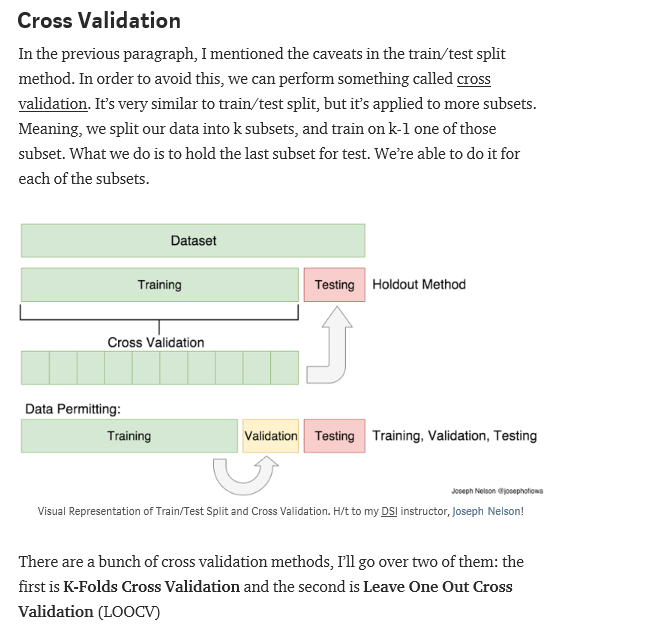 Cross Validation
In the previous paragraph, I mentioned the caveats in the train/test split
method. In order to avoid this, we can perform something called cross
validation. It’s very similar to train/test split, but it’s applied to more subsets.
Meaning, we split our data into k subsets, and train on k-1 one of those
subset. What we do is to hold the last subset for test. We’re able to do it for
each of the subsets.
Dataset
Training Testing Holdout Method
Cross Validation
Data Permitting:
Training Validation Testing Training, Validation, Testing
Joseph Nelson @josephofiowa
Visual Representation of Train/Test Split and Cross Validation. H/t to my DSI instructor, Joseph Nelson!
There are a bunch of cross validation methods, I’ll go over two of them: the
first is K-Folds Cross Validation and the second is Leave One Out Cross
Validation (LOOCV)